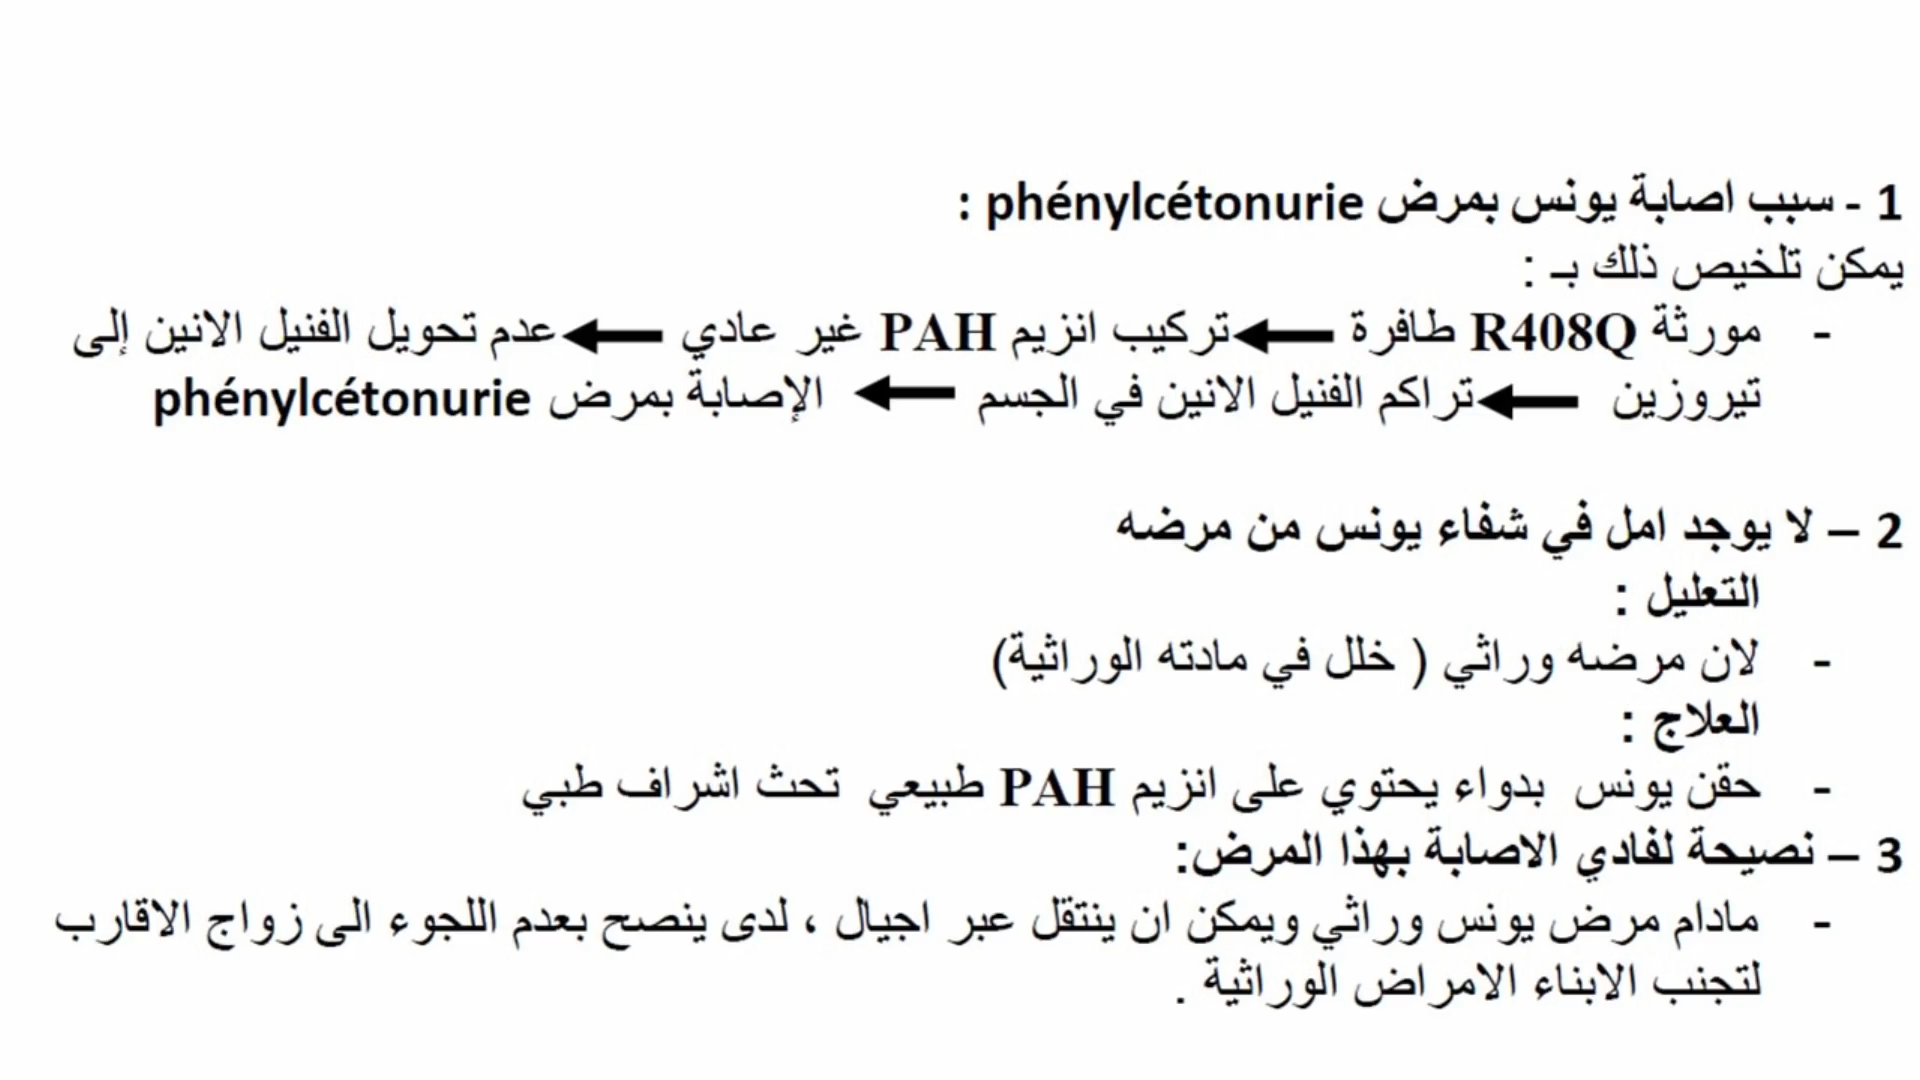 1 - سبب اصابة يونس بمرض phénylcétonurie :
يمكن تلخيص ذلك بـ :
- مورثة R408Q طافرة ← تركيب انزيم PAH غير عادي ← عدم تحويل الفنيل الانين إلى
تيروزين ← تراكم الفنيل الانين في الجسم ← الإصابة بمرض phénylcétonurie
2 – لا يوجد امل في شفاء يونس من مرضه
التعليل :
- لان مرضه وراثي ( خلل في مادته الوراثية)
العلاج :
- حقن يونس بدواء يحتوي على انزيم PAH طبيعي تحث اشراف طبي
3 – نصيحة لفادي الاصابة بهذا المرض:
- مادام مرض يونس وراثي ويمكن ان ينتقل عبر اجيال ، لدى ينصح بعدم اللجوء الى زواج الاقارب
لتجنب الابناء الامراض الوراثية .